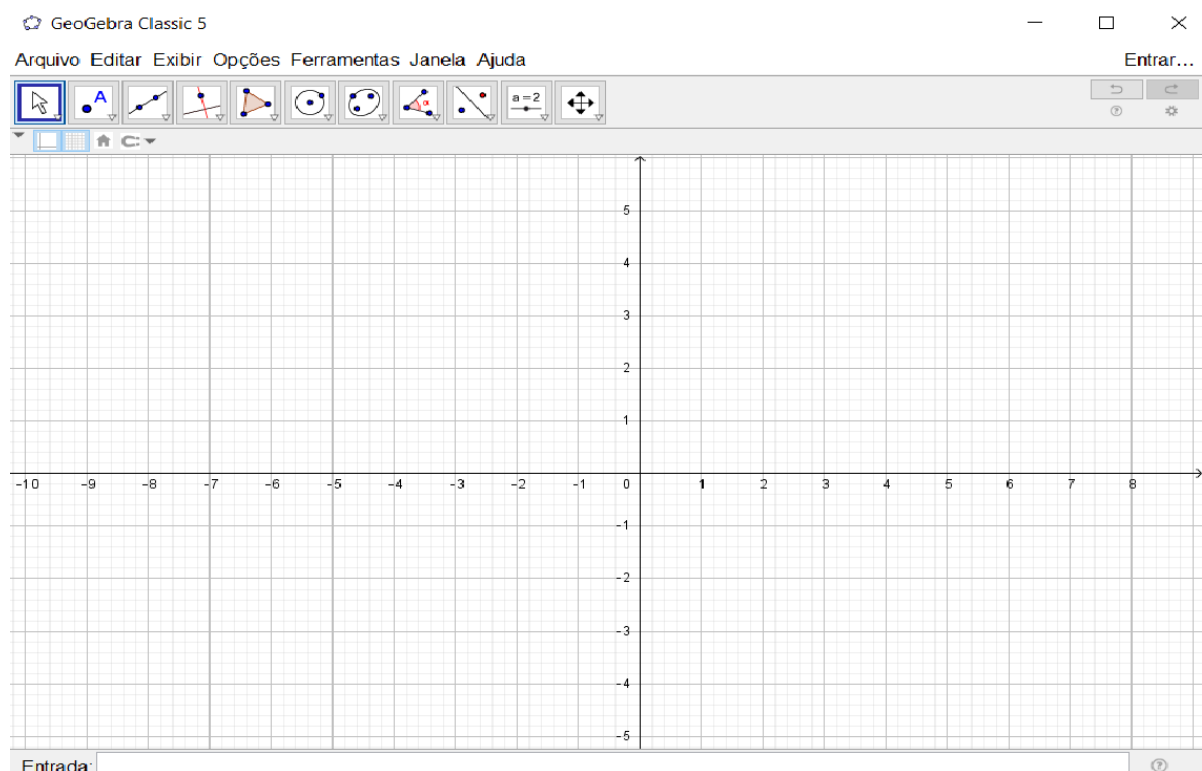 GeoGebra Classic 5
Arquivo Editar Exibir Opções Ferramentas Janela Ajuda Entrar...
A α a=2
5
4
3
2
1
-10 -9 -8 -7 -6 -5 -4 -3 -2 -1 0 1 2 3 4 5 6 7 8
-1
-2
-3
-4
-5
Entrada: